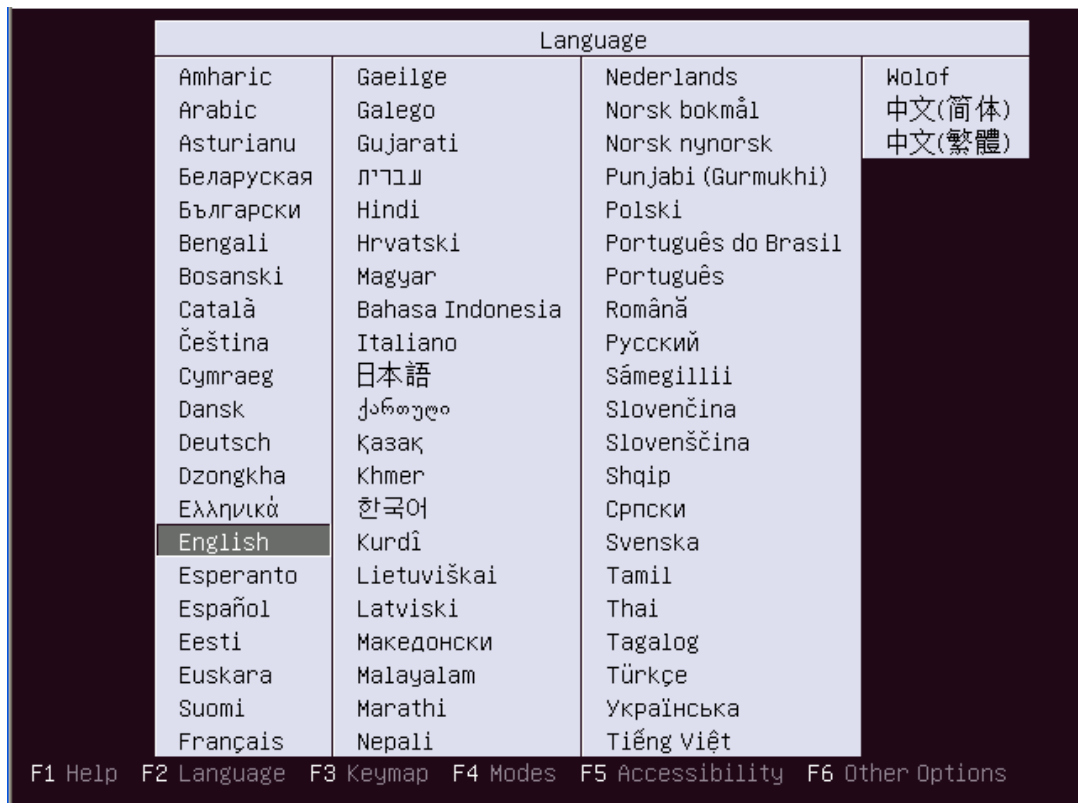 Language
Amharic
Arabic
Asturianu
Беларуская
Български
Bengali
Bosanski
Català
Čeština
Cymraeg
Dansk
Deutsch
Dzongkha
Ελληνικά
English
Esperanto
Español
Eesti
Euskara
Suomi
Français
Gaeilge
Galego
Gujarati
עברית
Hindi
Hrvatski
Magyar
Bahasa Indonesia
Italiano
日本語
ქართული
Қазақ
Khmer
한국어
Kurdî
Lietuviškai
Latviski
Македонски
Malayalam
Marathi
Nepali
Nederlands
Norsk bokmål
Norsk nynorsk
Punjabi (Gurmukhi)
Polski
Português do Brasil
Português
Română
Русский
Sámegillii
Slovenčina
Slovenščina
Shqip
Српски
Svenska
Tamil
Thai
Tagalog
Türkçe
Українська
Tiếng Việt
Wolof
中文(简体)
中文(繁體)
F1 Help F2 Language F3 Keymap F4 Modes F5 Accessibility F6 Other Options